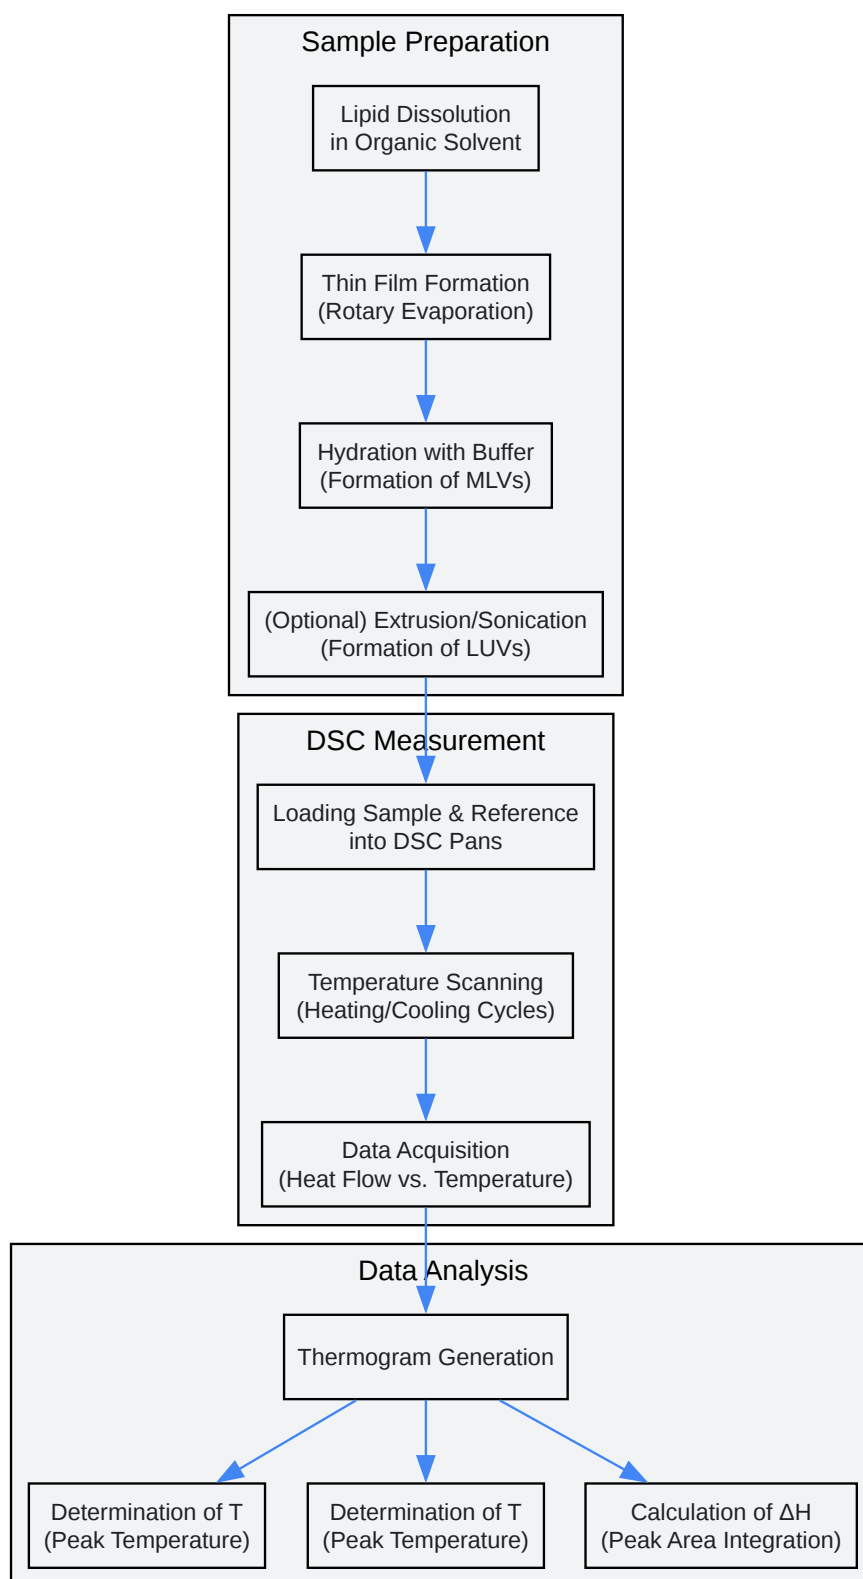 Sample Preparation
Lipid Dissolution
in Organic Solvent
Thin Film Formation
(Rotary Evaporation)
Hydration with Buffer
(Formation of MLVs)
(Optional) Extrusion/Sonication
(Formation of LUVs)
DSC Measurement
Loading Sample & Reference
into DSC Pans
Temperature Scanning
(Heating/Cooling Cycles)
Data Acquisition
(Heat Flow vs. Temperature)
Data Analysis
Thermogram Generation
Determination of T
(Peak Temperature)
Determination of T
(Peak Temperature)
Calculation of ΔH
(Peak Area Integration)